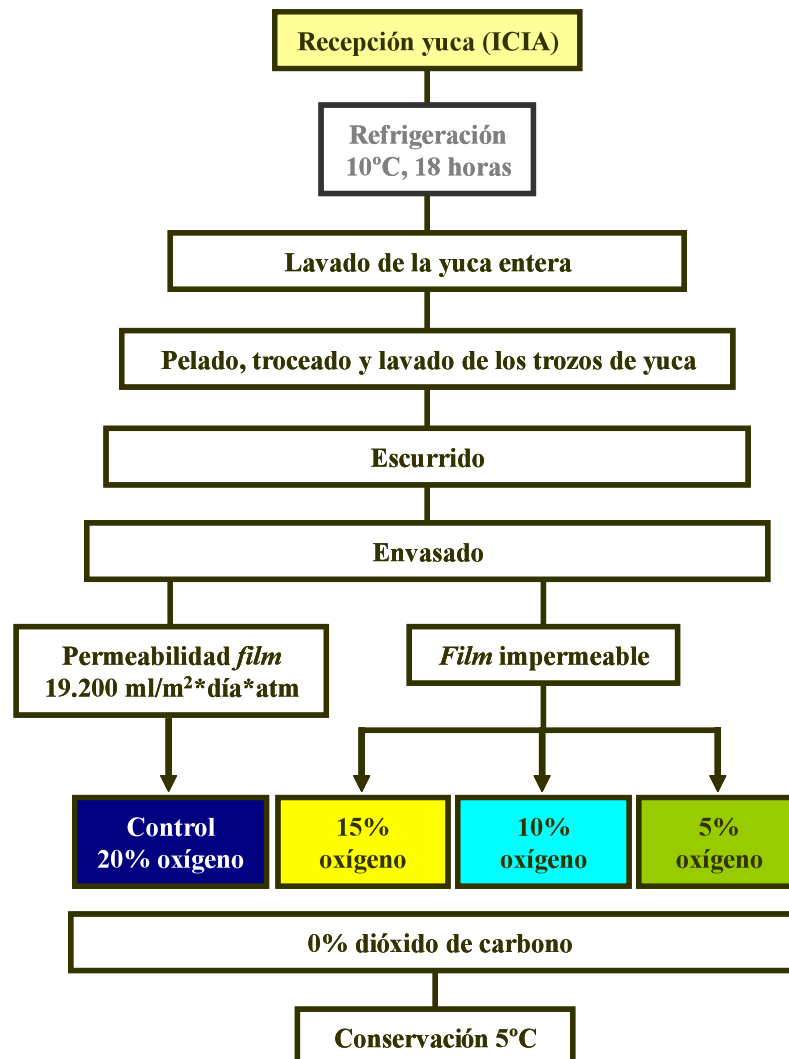 Recepción yuca (ICIA)
Refrigeración
10ºC, 18 horas
Lavado de la yuca entera
Pelado, troceado y lavado de los trozos de yuca
Escurrido
Envasado
Permeabilidad film
19.200 ml/m²*día*atm
Film impermeable
Control
20% oxígeno
15%
oxígeno
10%
oxígeno
5%
oxígeno
0% dióxido de carbono
Conservación 5ºC